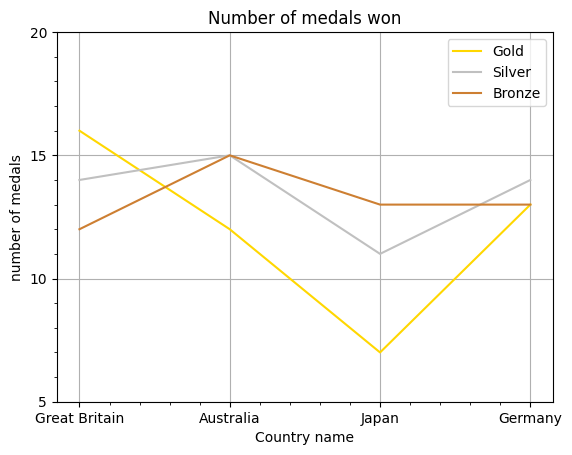 Number of medals won
Gold
Silver
Bronze
20
15
10
5
number of medals
Great Britain Australia Japan Germany
Country name